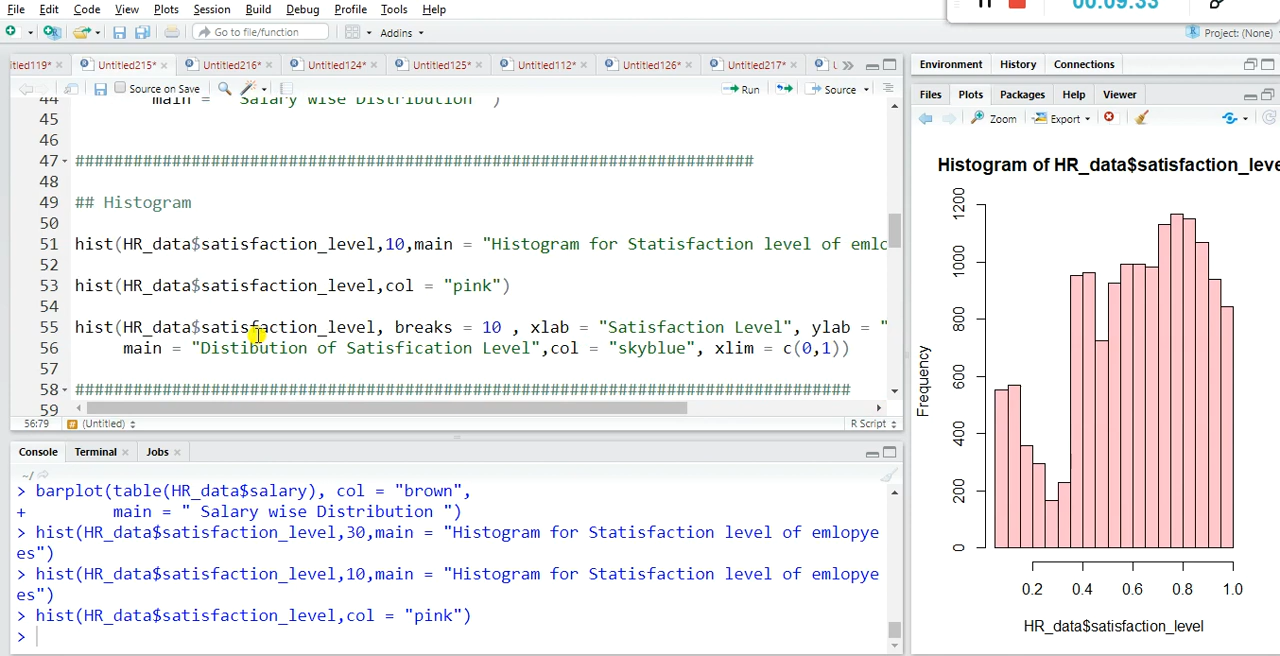 File Edit Code View Plots Session Build Debug Profile Tools Help
00:09:33
Go to file/function
Addins
Project: (None)
itled119*
Untitled215*
Untitled216*
Untitled124*
Untitled125*
Untitled112*
Untitled126*
Untitled217*
Environment History Connections
Source on Save
Run
Source
Files Plots Packages Help Viewer
Zoom
Export
44 main = " Salary wise Distribution ")
45
46
47 ######################################################################
48
49 ## Histogram
50
51 hist(HR_data$satisfaction_level,10,main = "Histogram for Statisfaction level of emlc
52
53 hist(HR_data$satisfaction_level,col = "pink")
54
55 hist(HR_data$satisfaction_level, breaks = 10 , xlab = "Satisfaction Level", ylab = "
56 main = "Distibution of Satisfication Level",col = "skyblue", xlim = c(0,1))
57
58 ################################################################################
59
56:79
(Untitled)
R Script
Console Terminal Jobs
~/
> barplot(table(HR_data$salary), col = "brown",
+ main = " Salary wise Distribution ")
> hist(HR_data$satisfaction_level,30,main = "Histogram for Statisfaction level of emlopye
es")
> hist(HR_data$satisfaction_level,10,main = "Histogram for Statisfaction level of emlopye
es")
> hist(HR_data$satisfaction_level,col = "pink")
>
Histogram of HR_data$satisfaction_leve
Frequency
1200
1000
800
600
400
200
0
0.2 0.4 0.6 0.8 1.0
HR_data$satisfaction_level